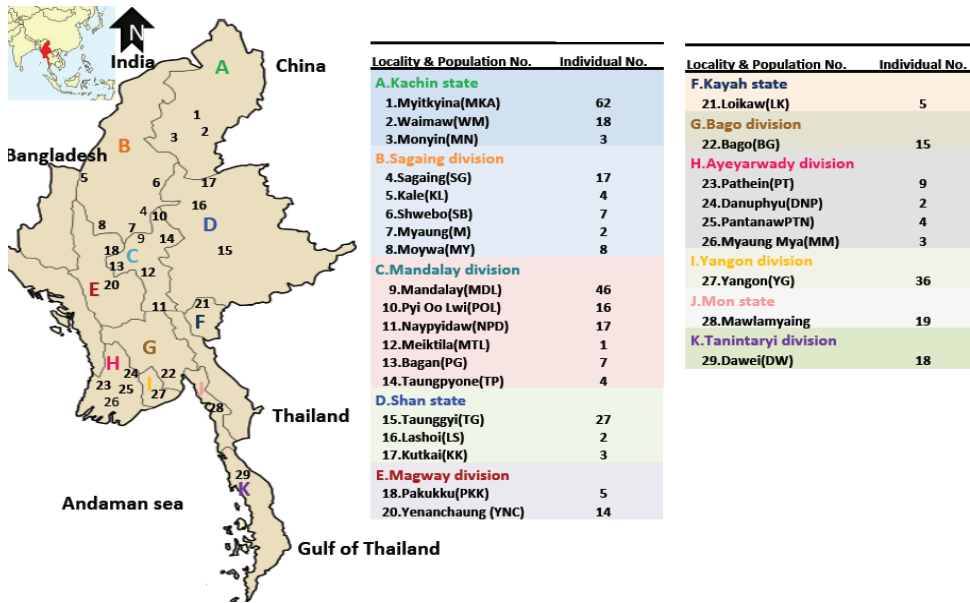 N
India
China
A
1
2
3
B
Bangladesh
5
6
17
16
4
10
D
8
7
9
14
18
C
15
13
12
E
20
11
21
F
G
H
24
22
I
J
23
25
27
26
28
Thailand
29
K
Andaman sea
Gulf of Thailand
Locality & Population No. Individual No.
A.Kachin state
1.Myitkyina(MKA) 62
2.Waimaw(WM) 18
3.Monyin(MN) 3
B.Sagaing division
4.Sagaing(SG) 17
5.Kale(KL) 4
6.Shwebo(SB) 7
7.Myaung(M) 2
8.Moywa(MY) 8
C.Mandalay division
9.Mandalay(MDL) 46
10.Pyi Oo Lwi(POL) 16
11.Naypyidaw(NPD) 17
12.Meiktila(MTL) 1
13.Bagan(PG) 7
14.Taungpyone(TP) 4
D.Shan state
15.Taunggyi(TG) 27
16.Lashoi(LS) 2
17.Kutkai(KK) 3
E.Magway division
18.Pakukku(PKK) 5
20.Yenanchaung (YNC) 14
Locality & Population No. Individual No.
F.Kayah state
21.Loikaw(LK) 5
G.Bago division
22.Bago(BG) 15
H.Ayeyarwady division
23.Pathein(PT) 9
24.Danuphyu(DNP) 2
25.PantanawPTN) 4
26.Myaung Mya(MM) 3
I.Yangon division
27.Yangon(YG) 36
J.Mon state
28.Mawlamyaing 19
K.Tanintaryi division
29.Dawei(DW) 18